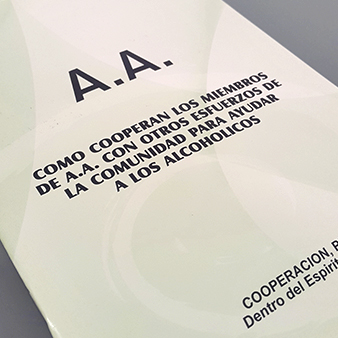 A.A.
COMO COOPERAN LOS MIEMBROS
DE A.A. CON OTROS ESFUERZOS DE
LA COMUNIDAD PARA AYUDAR
A LOS ALCOHOLICOS
COOPERACION,
Dentro del